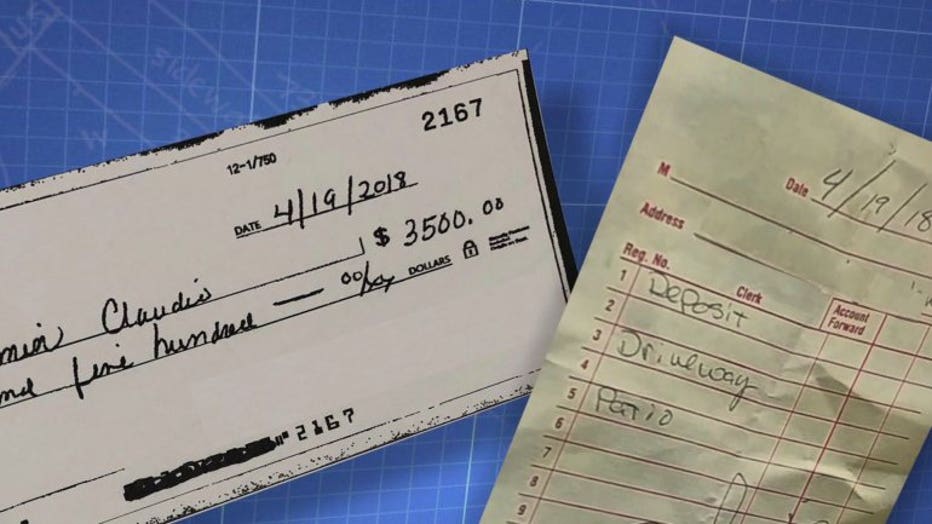 2167
12-1/750
DATE 4/19/2018
$ 3500.00
Claudio
five hundred — 00/xx DOLLARS
2167
M
Date 4/19/18
Address
Reg. No. Clerk Account Forward
1 Deposit
2
3 Driveway
4
5 Patio
6
7
8
9